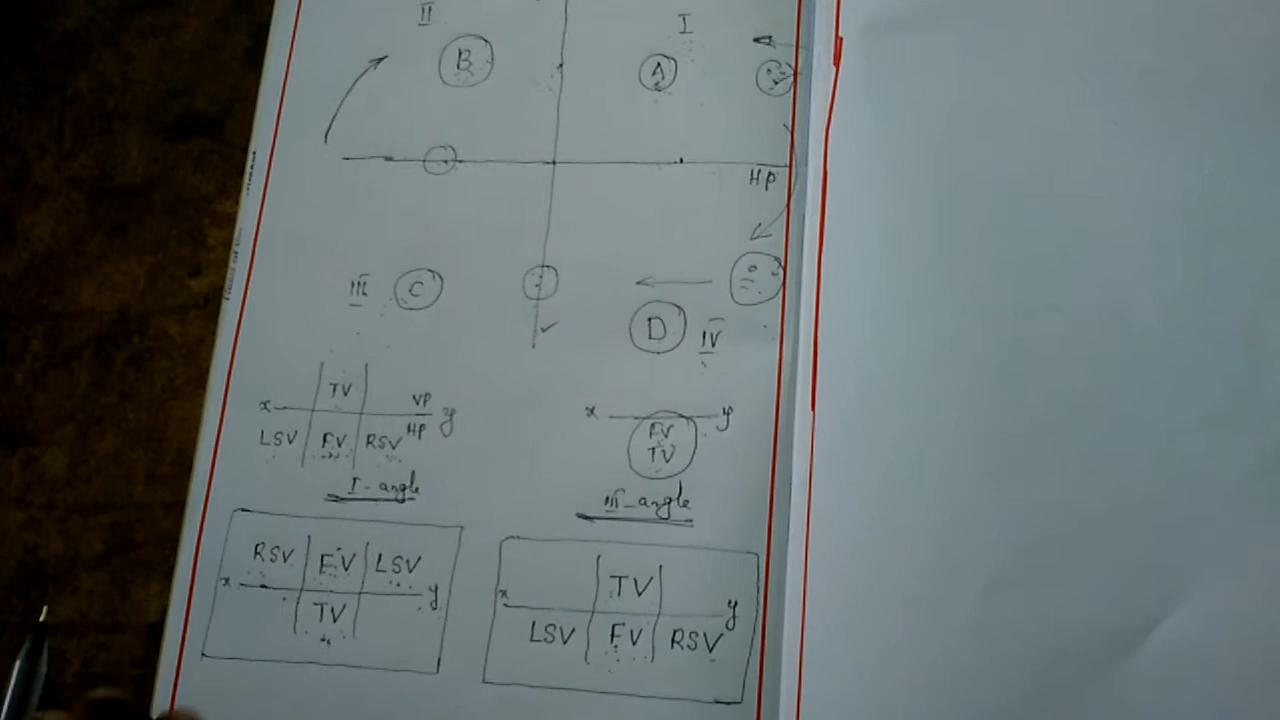 II I
B A
HP
III C
D IV
TV
x VP y
LSV FV RSV HP
I - angle
x y
FV
TV
III - angle
RSV FV LSV
x y
TV
TV
x y
LSV FV RSV